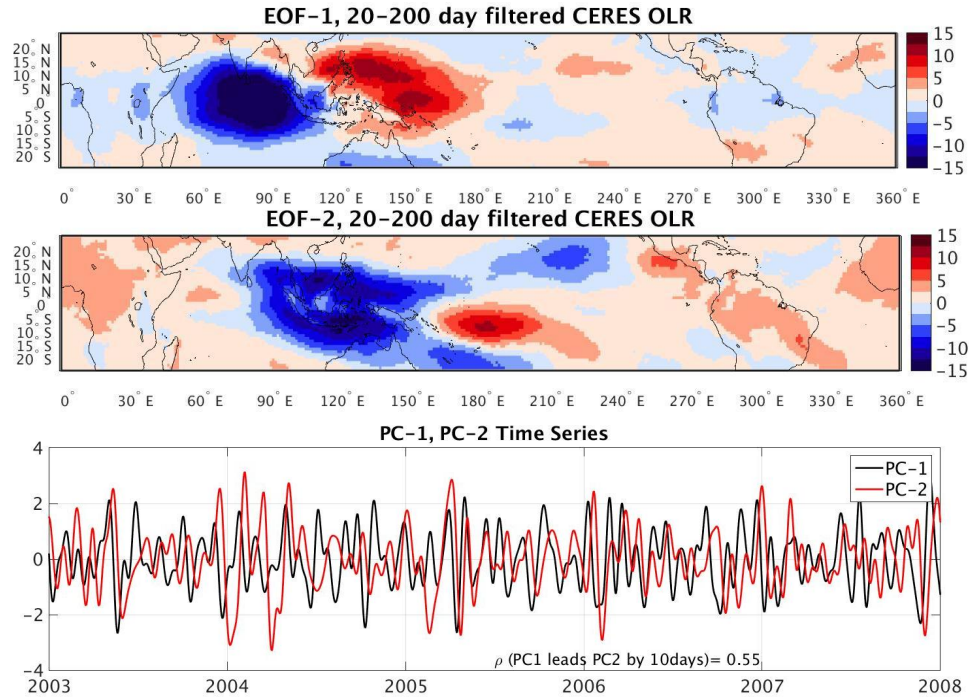 EOF-1, 20-200 day filtered CERES OLR
20° N
15° N
10° N
5° N
0°
5° S
10° S
15° S
20° S
15
10
5
0
−5
−10
−15
0° 30° E 60° E 90° E 120° E 150° E 180° E 210° E 240° E 270° E 300° E 330° E 360° E
EOF-2, 20-200 day filtered CERES OLR
20° N
15° N
10° N
5° N
0°
5° S
10° S
15° S
20° S
15
10
5
0
−5
−10
−15
0° 30° E 60° E 90° E 120° E 150° E 180° E 210° E 240° E 270° E 300° E 330° E 360° E
PC-1, PC-2 Time Series
4
2
0
−2
−4
PC-1
PC-2
ρ (PC1 leads PC2 by 10days)= 0.55
2003 2004 2005 2006 2007 2008